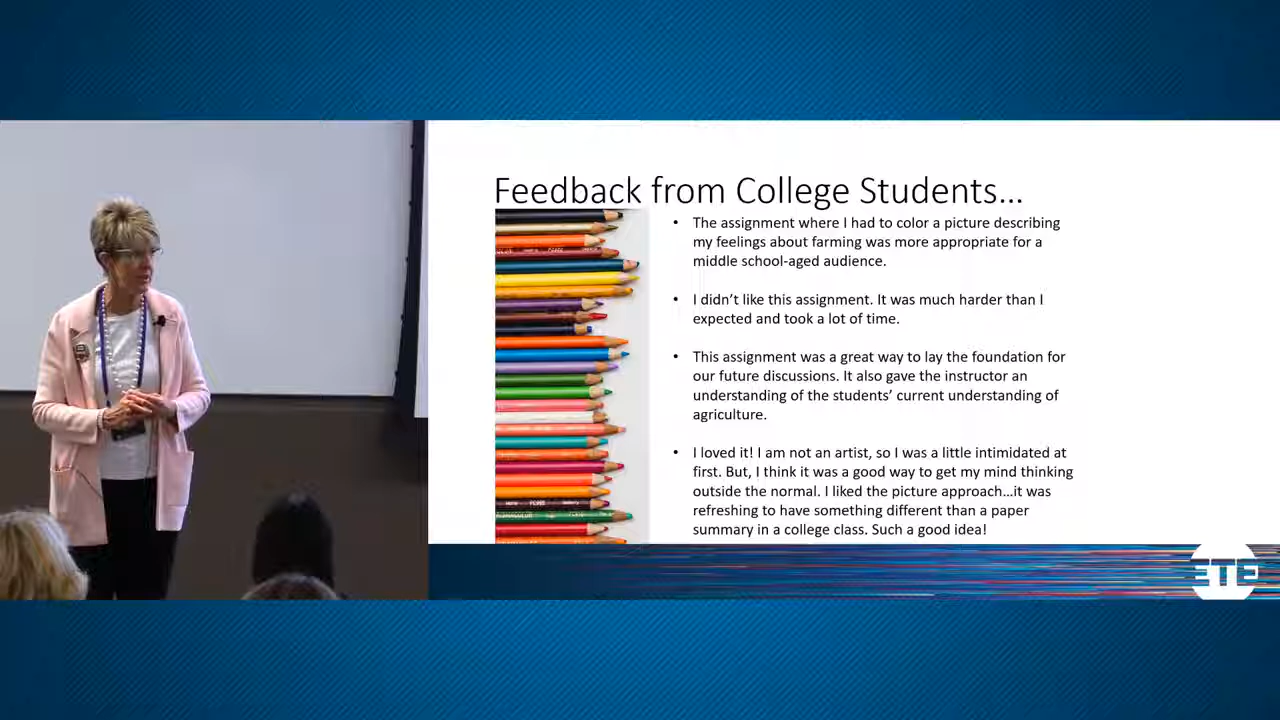 Feedback from College Students...
• The assignment where I had to color a picture describing
my feelings about farming was more appropriate for a
middle school-aged audience.
• I didn’t like this assignment. It was much harder than I
expected and took a lot of time.
• This assignment was a great way to lay the foundation for
our future discussions. It also gave the instructor an
understanding of the students’ current understanding of
agriculture.
• I loved it! I am not an artist, so I was a little intimidated at
first. But, I think it was a good way to get my mind thinking
outside the normal. I liked the picture approach...it was
refreshing to have something different than a paper
summary in a college class. Such a good idea!